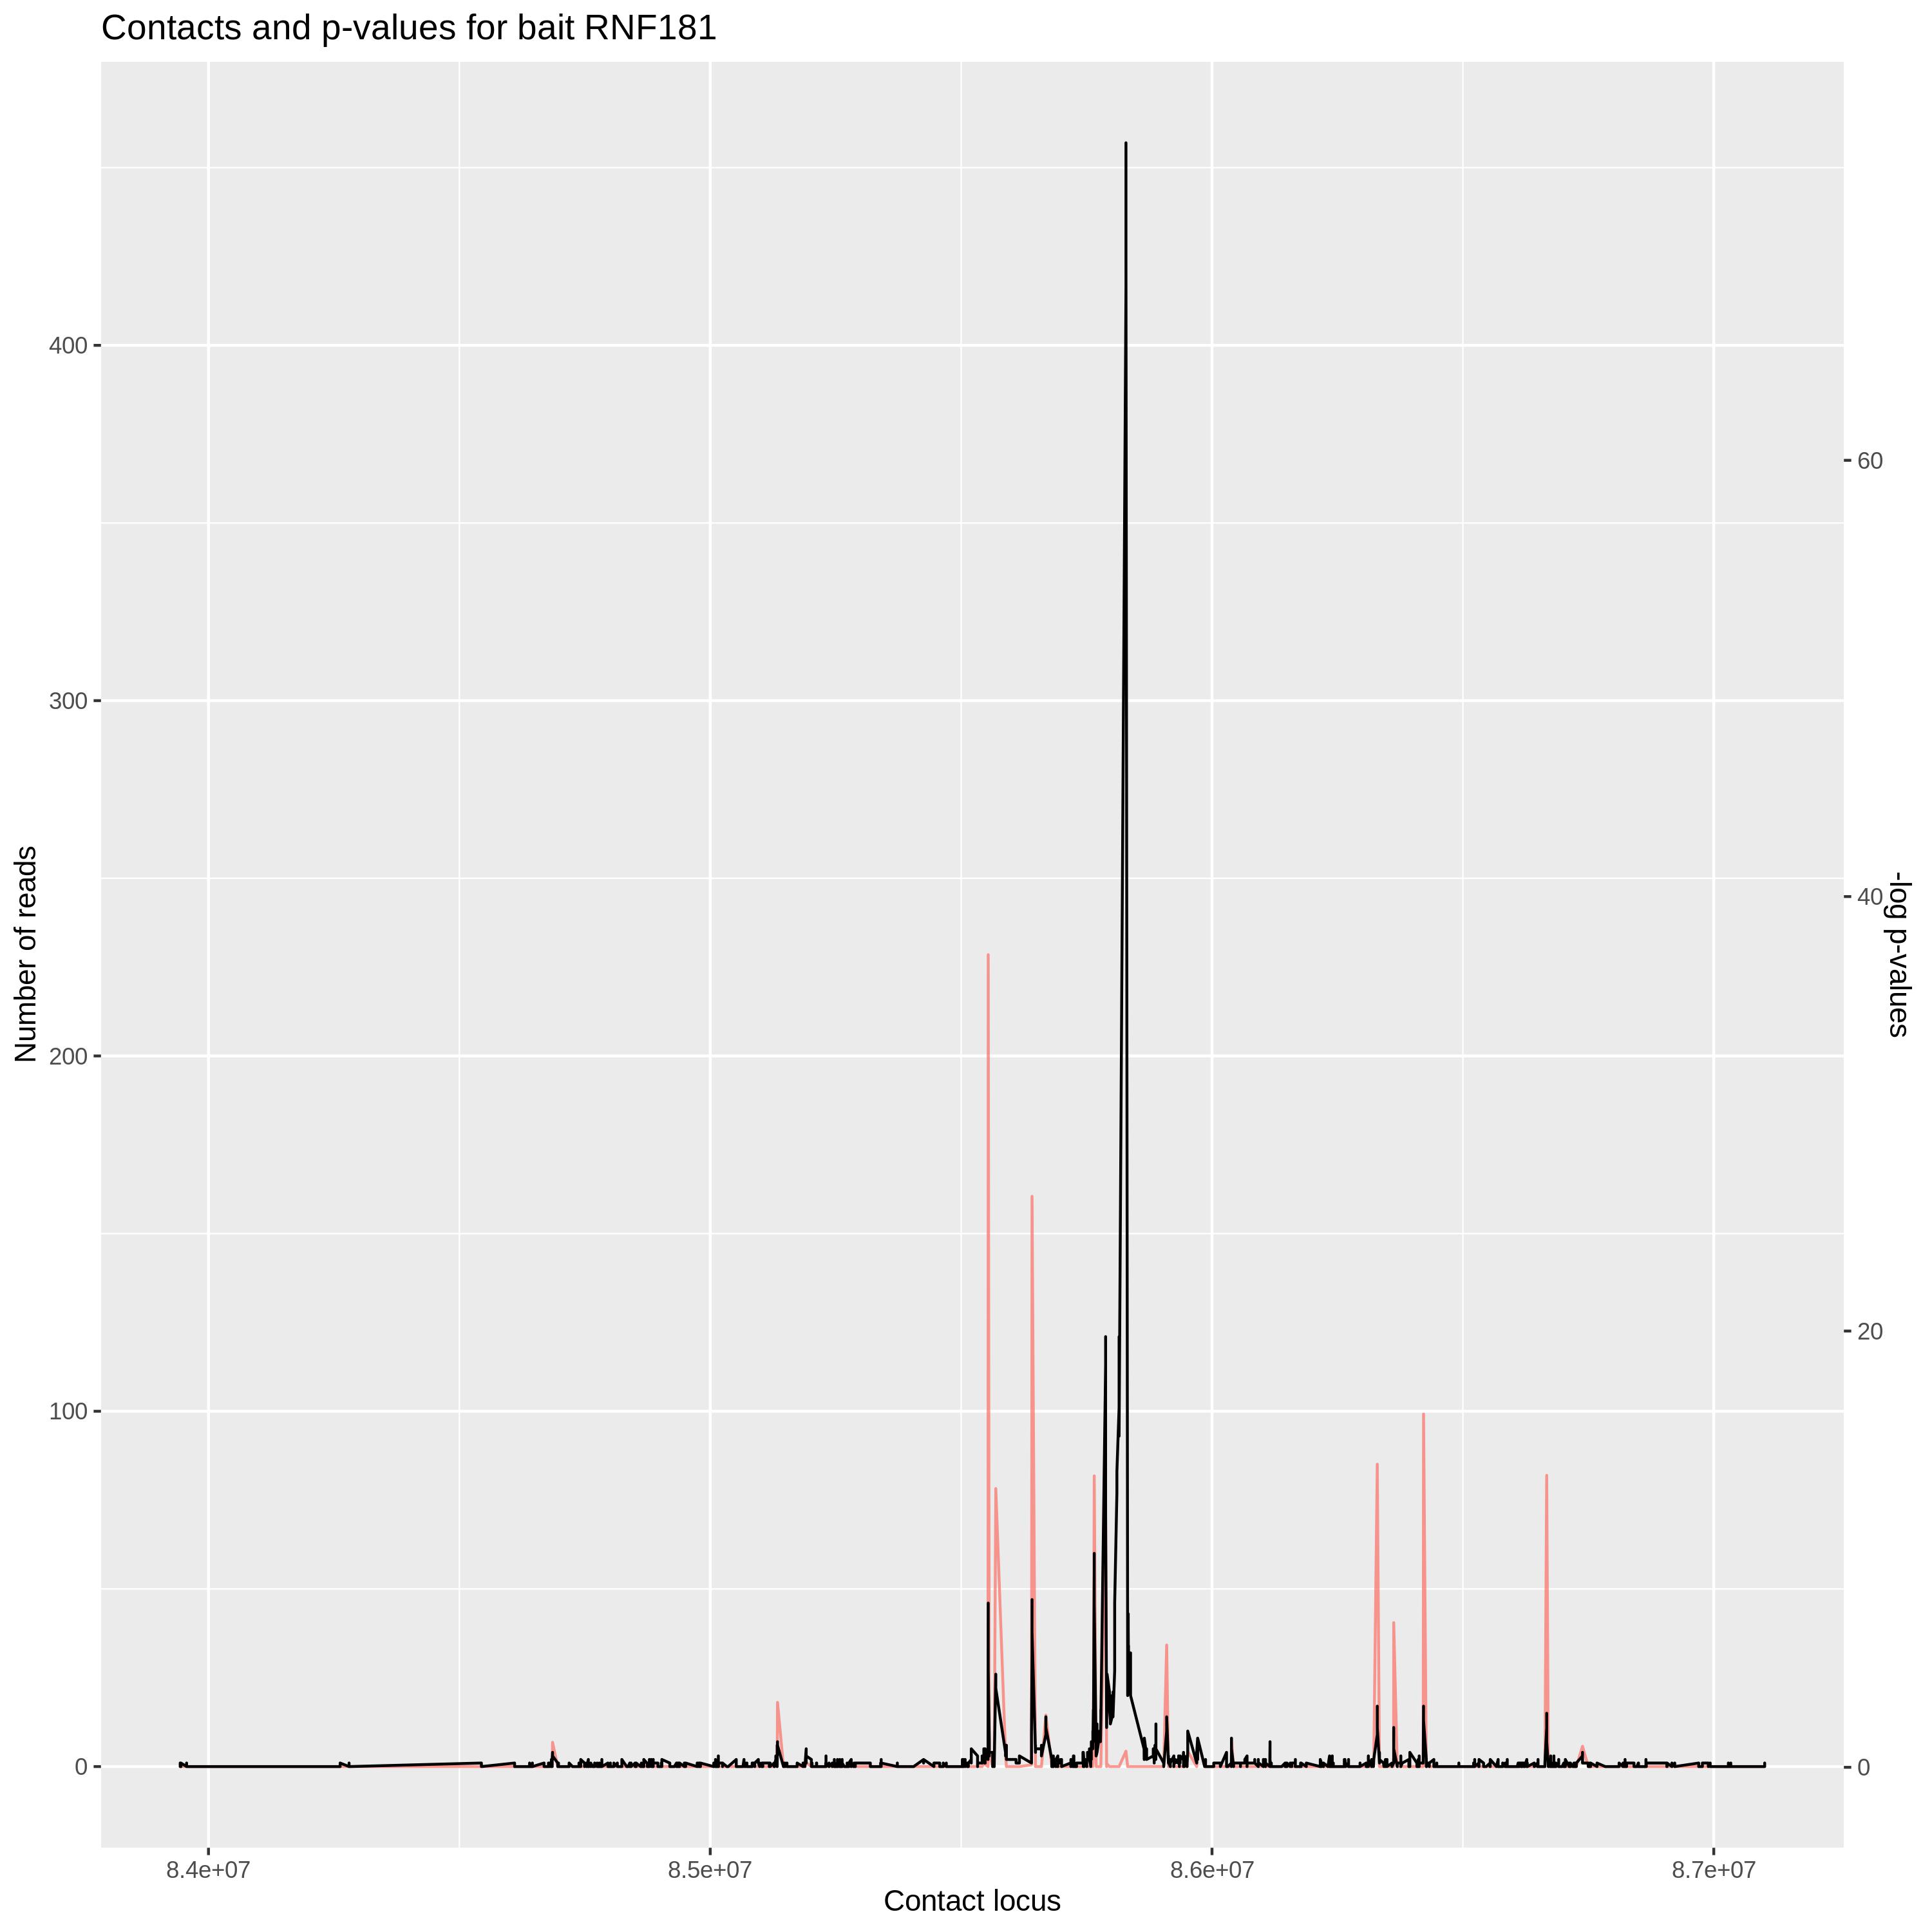 Contacts and p-values for bait RNF181
Number of reads
400
300
200
100
0
60
40
20
0
-log p-values
8.4e+07
8.5e+07
8.6e+07
8.7e+07
Contact locus